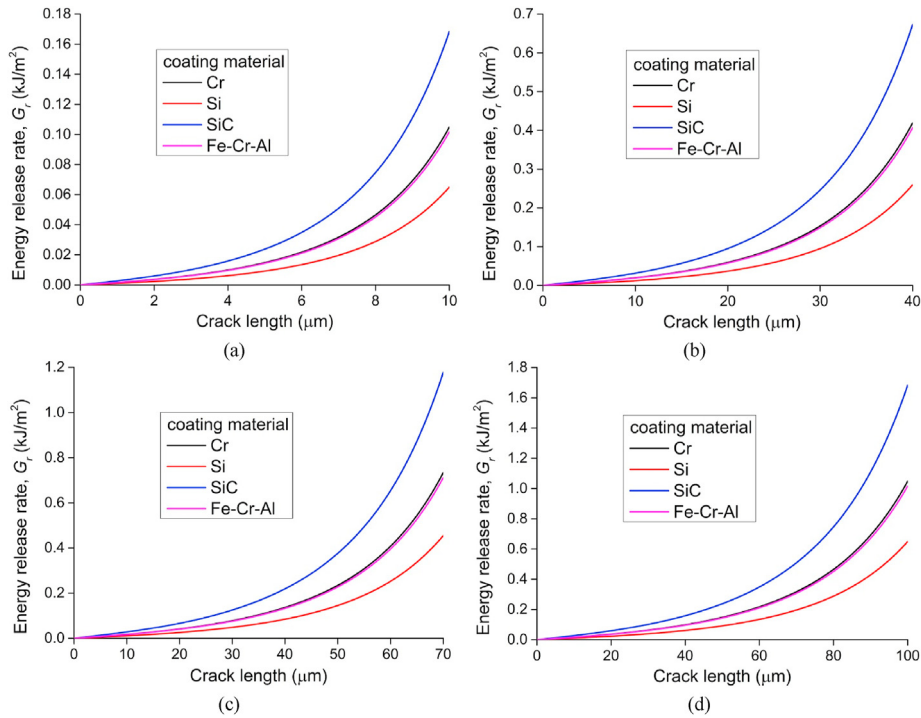 0.18
0.16
0.14
0.12
0.10
0.08
0.06
0.04
0.02
0.00
Energy release rate, Gr (kJ/m²)
coating material
Cr
Si
SiC
Fe-Cr-Al
0 2 4 6 8 10
Crack length (μm)
(a)
0.7
0.6
0.5
0.4
0.3
0.2
0.1
0.0
Energy release rate, Gr (kJ/m²)
coating material
Cr
Si
SiC
Fe-Cr-Al
0 10 20 30 40
Crack length (μm)
(b)
1.2
1.0
0.8
0.6
0.4
0.2
0.0
Energy release rate, Gr (kJ/m²)
coating material
Cr
Si
SiC
Fe-Cr-Al
0 10 20 30 40 50 60 70
Crack length (μm)
(c)
1.8
1.6
1.4
1.2
1.0
0.8
0.6
0.4
0.2
0.0
Energy release rate, Gr (kJ/m²)
coating material
Cr
Si
SiC
Fe-Cr-Al
0 20 40 60 80 100
Crack length (μm)
(d)